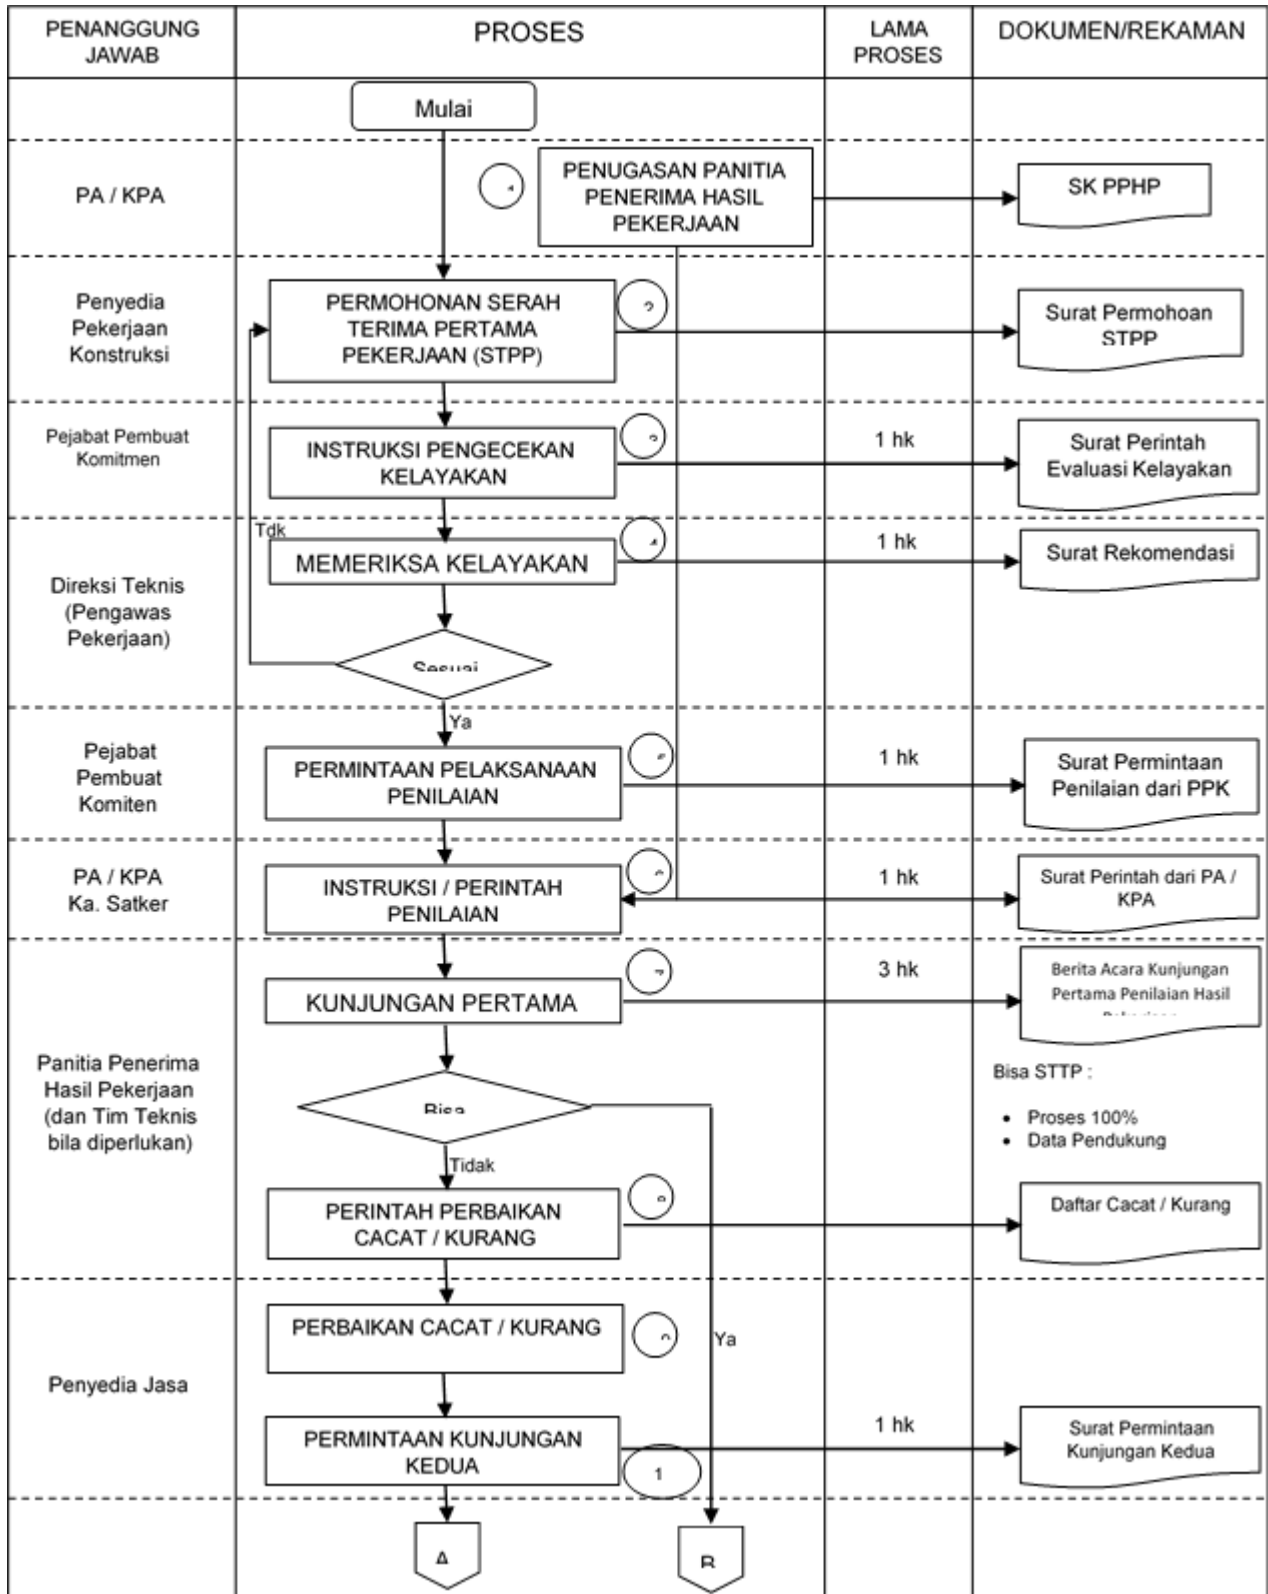 PENANGGUNG
JAWAB
PROSES
LAMA
PROSES
DOKUMEN/REKAMAN
Mulai
PA / KPA
PENUGASAN PANITIA
PENERIMA HASIL
PEKERJAAN
SK PPHP
Penyedia
Pekerjaan
Konstruksi
PERMOHONAN SERAH
TERIMA PERTAMA
PEKERJAAN (STPP)
Surat Permohoan
STPP
Pejabat Pembuat
Komitmen
INSTRUKSI PENGECEKAN
KELAYAKAN
1 hk
Surat Perintah
Evaluasi Kelayakan
Tdk
Direksi Teknis
(Pengawas
Pekerjaan)
MEMERIKSA KELAYAKAN
1 hk
Surat Rekomendasi
Sesuai
Ya
Pejabat
Pembuat
Komiten
PERMINTAAN PELAKSANAAN
PENILAIAN
1 hk
Surat Permintaan
Penilaian dari PPK
PA / KPA
Ka. Satker
INSTRUKSI / PERINTAH
PENILAIAN
1 hk
Surat Perintah dari PA /
KPA
Panitia Penerima
Hasil Pekerjaan
(dan Tim Teknis
bila diperlukan)
KUNJUNGAN PERTAMA
3 hk
Berita Acara Kunjungan
Pertama Penilaian Hasil
Bisa
Bisa STTP :
• Proses 100%
• Data Pendukung
Tidak
PERINTAH PERBAIKAN
CACAT / KURANG
Daftar Cacat / Kurang
Penyedia Jasa
PERBAIKAN CACAT / KURANG
Ya
PERMINTAAN KUNJUNGAN
KEDUA
1
1 hk
Surat Permintaan
Kunjungan Kedua
A
B